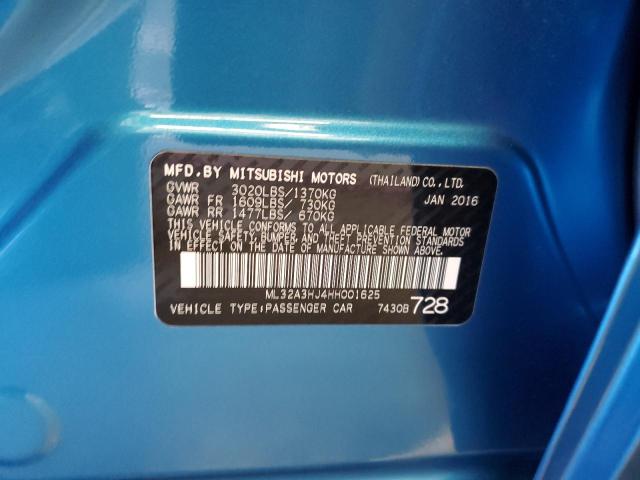 MFD.BY MITSUBISHI MOTORS (THAILAND)CO.,LTD.
GVWR 3020LBS/1370KG JAN 2016
GAWR FR 1609LBS/ 730KG
GAWR RR 1477LBS/ 670KG
THIS VEHICLE CONFORMS TO ALL APPLICABLE FEDERAL MOTOR
VEHICLE SAFETY, BUMPER, AND THEFT PREVENTION STANDARDS
IN EFFECT ON THE DATE OF MANUFACTURE SHOWN ABOVE.
ML32A3HJ4HH001625
VEHICLE TYPE:PASSENGER CAR 7430B 728